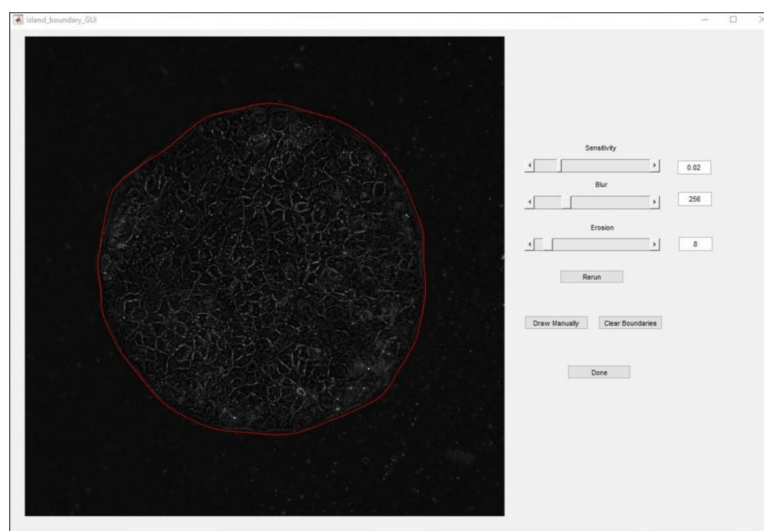 island_boundary_GUI
Sensitivity
0.02
Blur
256
Erosion
8
Rerun
Draw Manually Clear Boundaries
Done